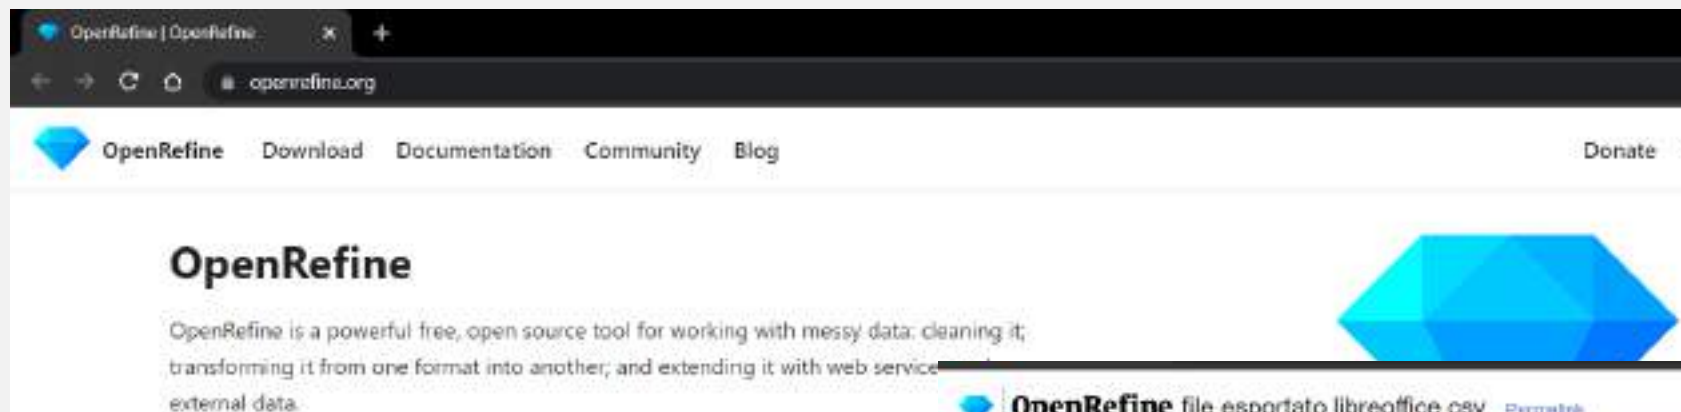 OpenRefine | OpenRefine
openrefine.org
OpenRefine Download Documentation Community Blog Donate
OpenRefine
OpenRefine is a powerful free, open source tool for working with messy data: cleaning it;
transforming it from one format into another; and extending it with web service
external data.
OpenRefine file esportato libreoffice csv Permalink